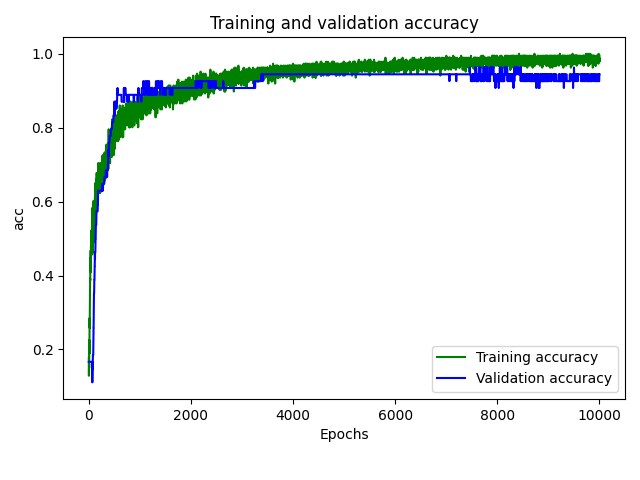 Training and validation accuracy
acc
1.0
0.8
0.6
0.4
0.2
0 2000 4000 6000 8000 10000
Epochs
Training accuracy
Validation accuracy